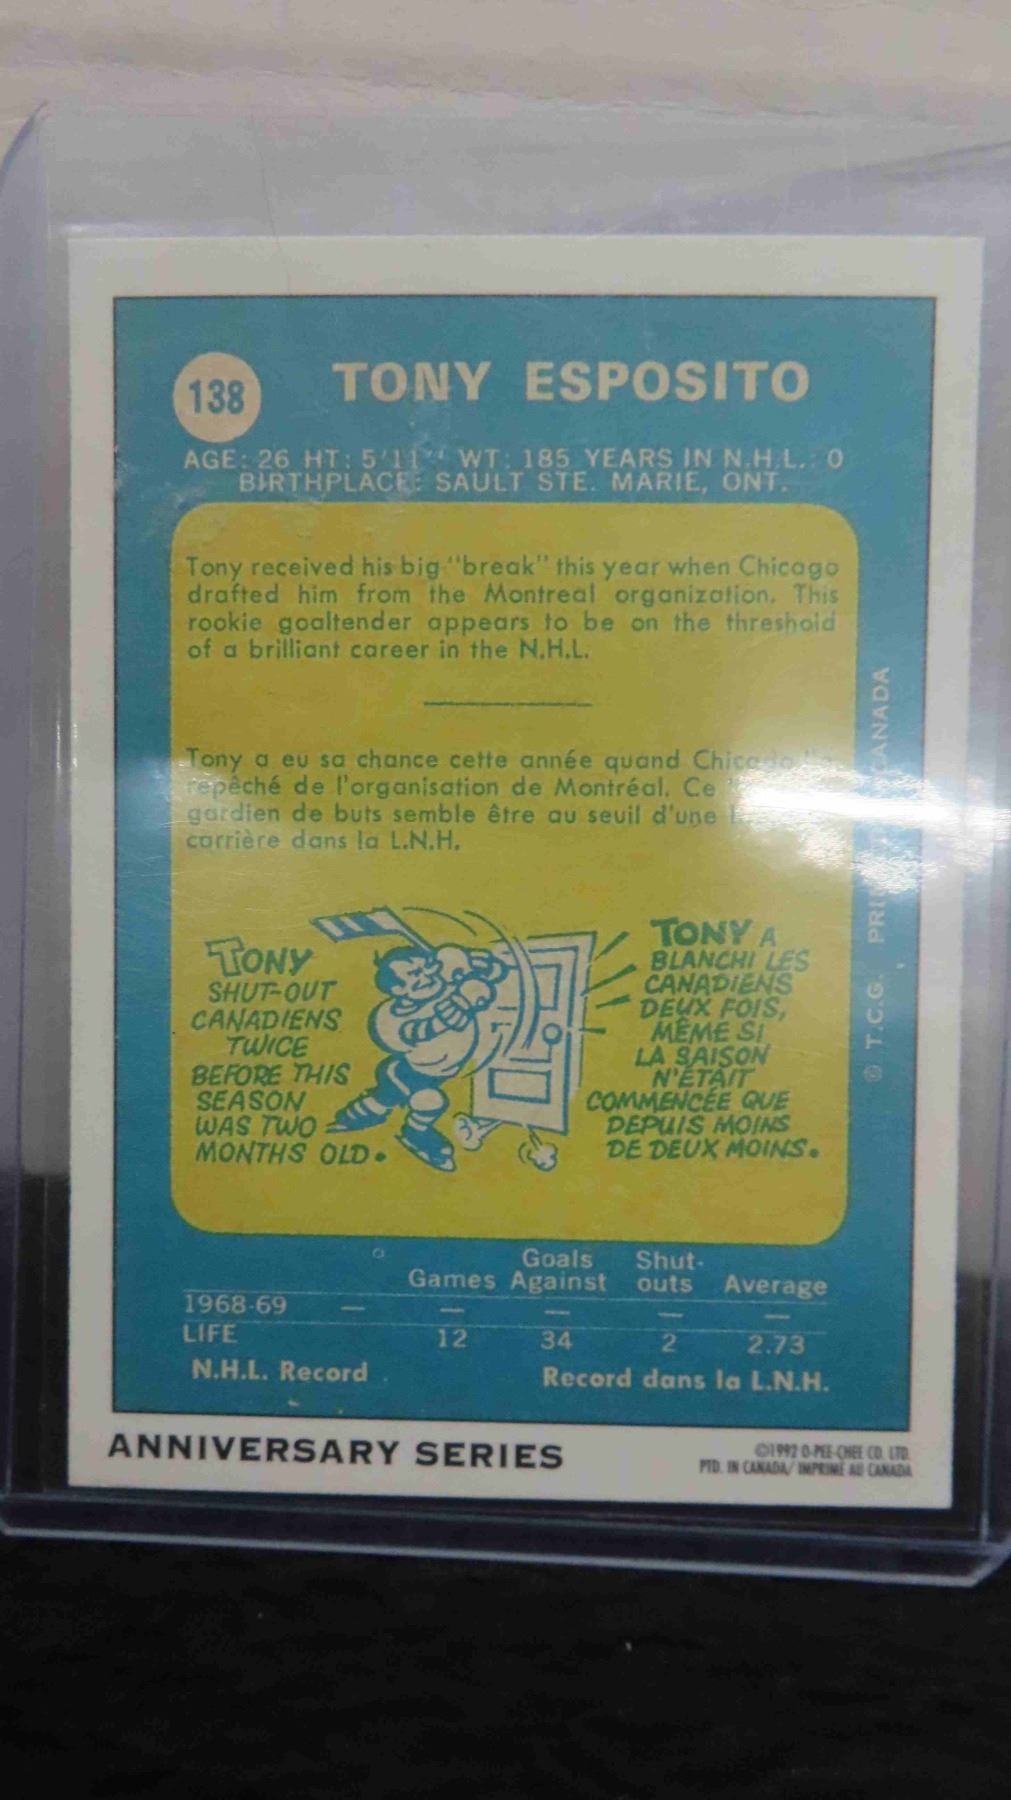 138
TONY ESPOSITO
AGE: 26 HT: 5'11" WT: 185 YEARS IN N.H.L.: 0
BIRTHPLACE: SAULT STE. MARIE, ONT.
Tony received his big "break" this year when Chicago
drafted him from the Montreal organization. This
rookie goaltender appears to be on the threshold
of a brilliant career in the N.H.L.
Tony a eu sa chance cette année quand
repêché de l'organisation de Montréal. Ce
gardien de buts semble être au seuil d'une
carrière dans la L.N.H.
TONY
SHUT-OUT
CANADIENS
TWICE
BEFORE THIS
SEASON
WAS TWO
MONTHS OLD.
TONY A
BLANCHI LES
CANADIENS
DEUX FOIS,
MÊME SI
LA SAISON
N'ÉTAIT
COMMENCÉE QUE
DEPUIS MOINS
DE DEUX MOINS.
© T.C.G. CANADA
Games Goals Against Shut-outs Average
1968-69 — — — — —
LIFE 12 34 2 2.73
N.H.L. Record Record dans la L.N.H.
ANNIVERSARY SERIES
©1992 O-PEE-CHEE CO. LTD.
PTD. IN CANADA/IMPRIMÉ AU CANADA